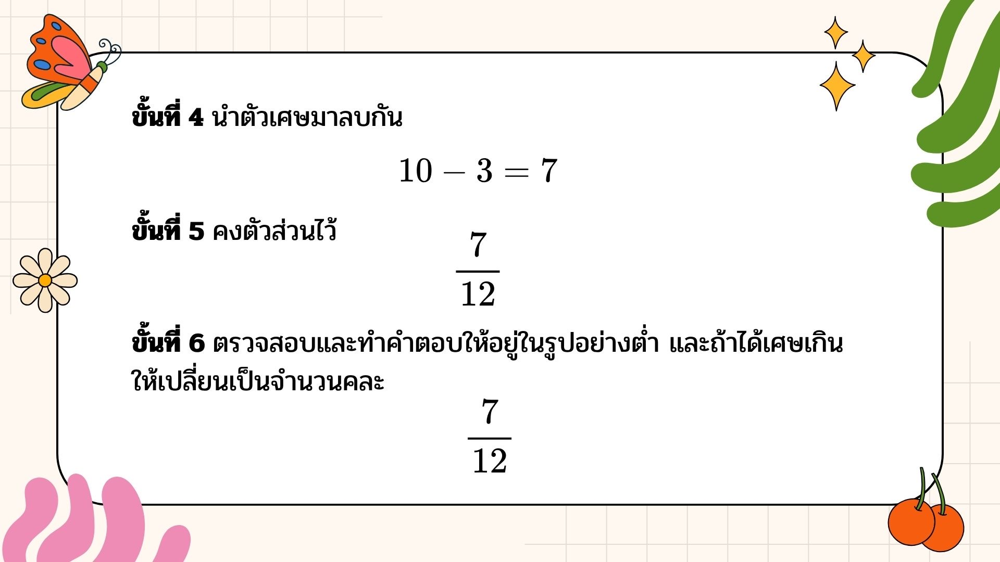 ขั้นที่ 4 นำตัวเศษมาลบกัน
10 − 3 = 7
ขั้นที่ 5 คงตัวส่วนไว้
7
12
ขั้นที่ 6 ตรวจสอบและทำคำตอบให้อยู่ในรูปอย่างต่ำ และถ้าได้เศษเกิน
ให้เปลี่ยนเป็นจำนวนคละ
7
12